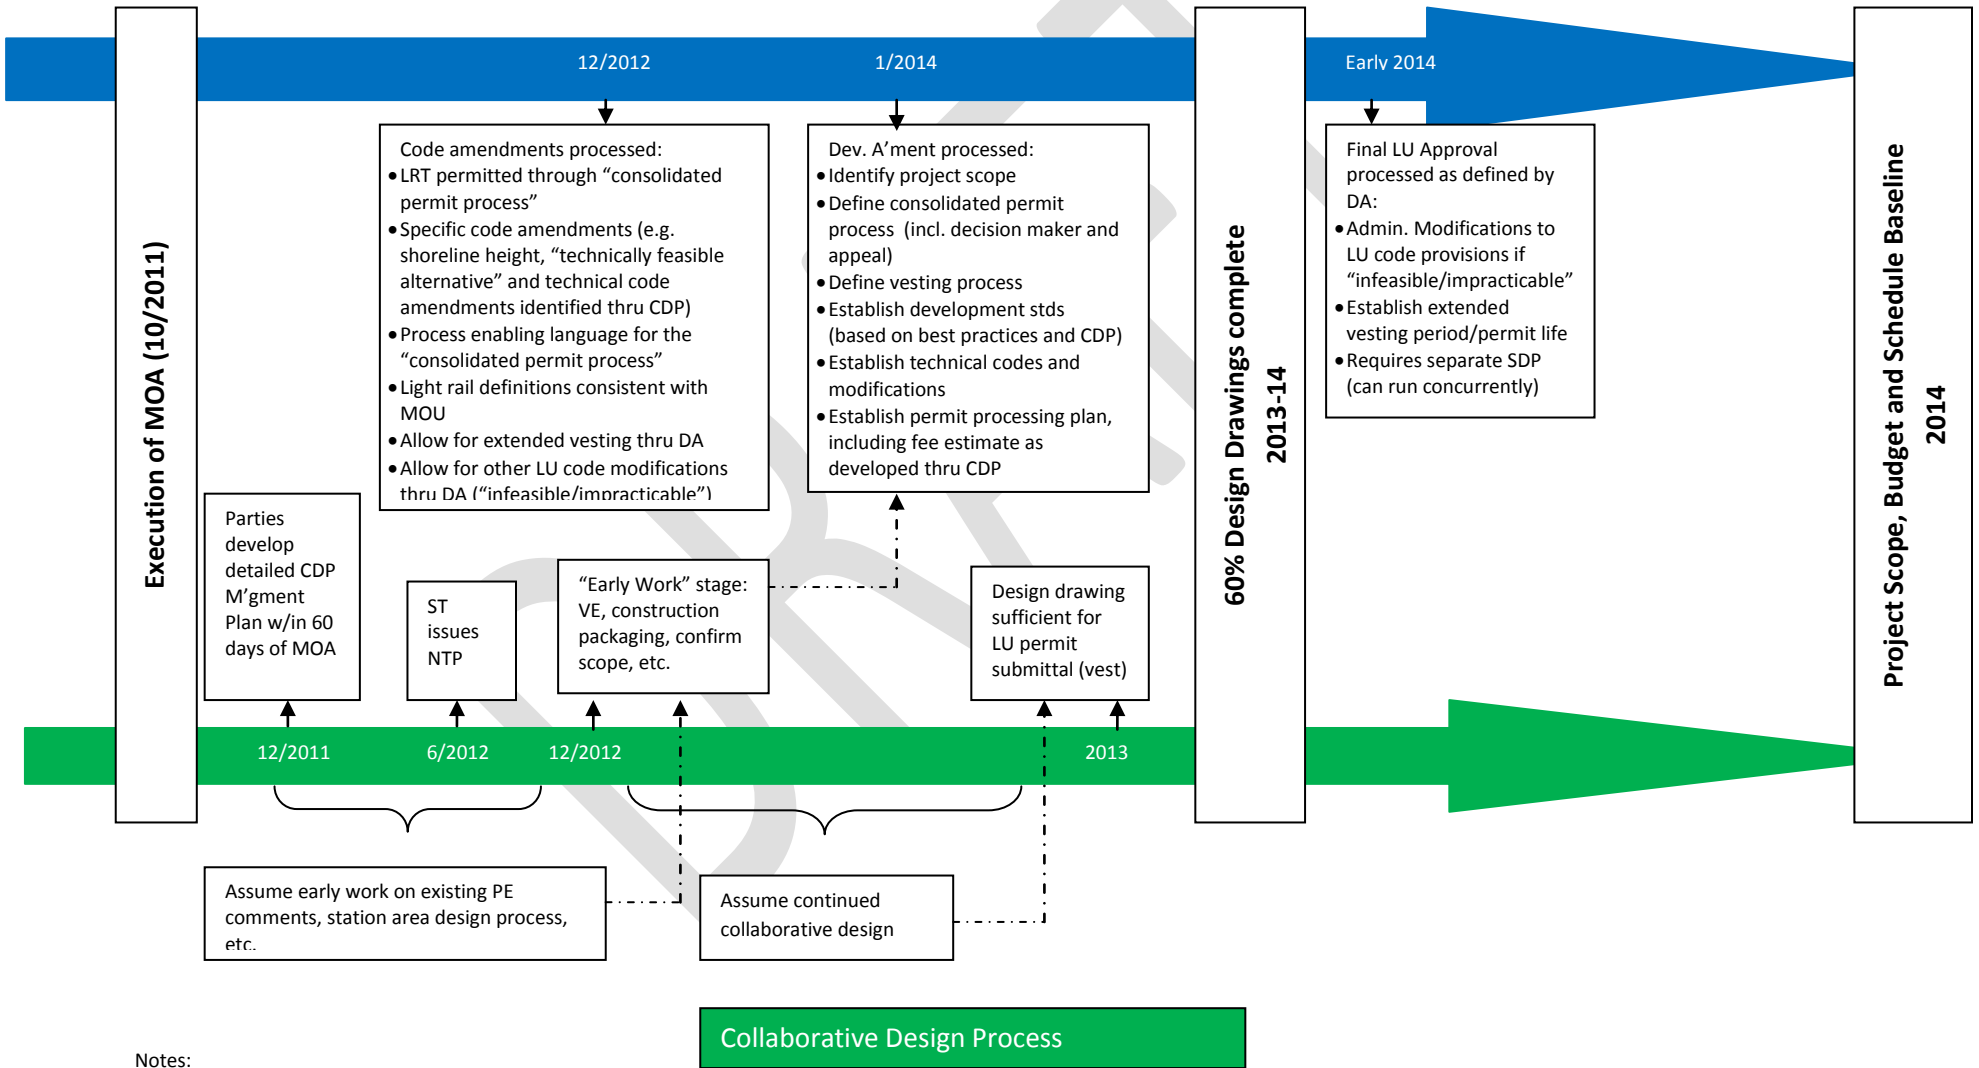 12/2012
1/2014
Early 2014
Execution of MOA (10/2011)
Code amendments processed:
•LRT permitted through “consolidated
permit process”
•Specific code amendments (e.g.
shoreline height, “technically feasible
alternative” and technical code
amendments identified thru CDP)
•Process enabling language for the
“consolidated permit process”
•Light rail definitions consistent with
MOU
•Allow for extended vesting thru DA
•Allow for other LU code modifications
thru DA (“infeasible/impracticable”)
Dev. A’ment processed:
•Identify project scope
•Define consolidated permit
process (incl. decision maker and
appeal)
•Define vesting process
•Establish development stds
(based on best practices and CDP)
•Establish technical codes and
modifications
•Establish permit processing plan,
including fee estimate as
developed thru CDP
60% Design Drawings complete
2013-14
Final LU Approval
processed as defined by
DA:
•Admin. Modifications to
LU code provisions if
“infeasible/impracticable”
•Establish extended
vesting period/permit life
•Requires separate SDP
(can run concurrently)
Project Scope, Budget and Schedule Baseline
2014
Parties
develop
detailed CDP
M’gment
Plan w/in 60
days of MOA
ST
issues
NTP
“Early Work” stage:
VE, construction
packaging, confirm
scope, etc.
Design drawing
sufficient for
LU permit
submittal (vest)
12/2011
6/2012
12/2012
2013
Assume early work on existing PE
comments, station area design process,
etc.
Assume continued
collaborative design
Collaborative Design Process
Notes:
DRAFT